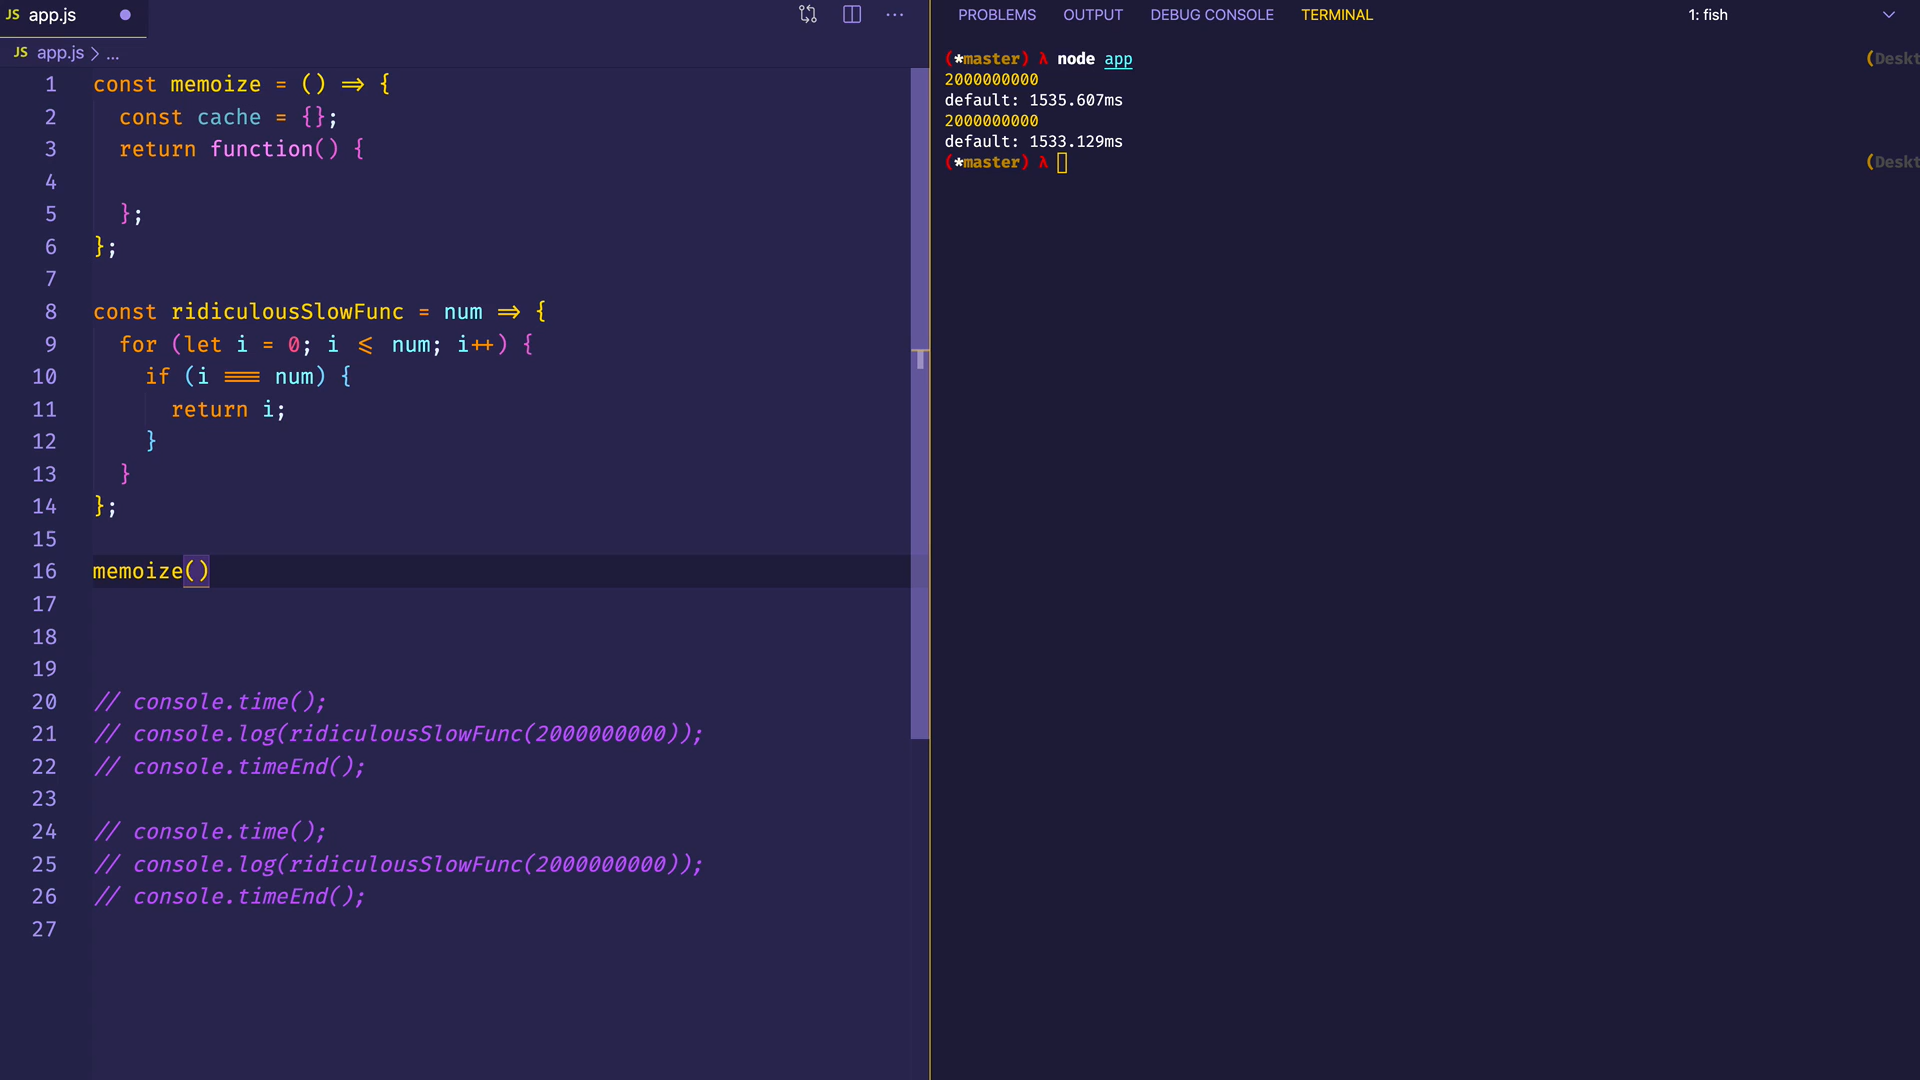 JS app.js
JS app.js > ...
1 const memoize = () => {
2 const cache = {};
3 return function() {
4
5 };
6 };
7
8 const ridiculousSlowFunc = num => {
9 for (let i = 0; i <= num; i++) {
10 if (i === num) {
11 return i;
12 }
13 }
14 };
15
16 memoize()
17
18
19
20 // console.time();
21 // console.log(ridiculousSlowFunc(2000000000));
22 // console.timeEnd();
23
24 // console.time();
25 // console.log(ridiculousSlowFunc(2000000000));
26 // console.timeEnd();
27
PROBLEMS OUTPUT DEBUG CONSOLE TERMINAL 1: fish
(*master) λ node app (Deskt
2000000000
default: 1535.607ms
2000000000
default: 1533.129ms
(*master) λ (Deskt